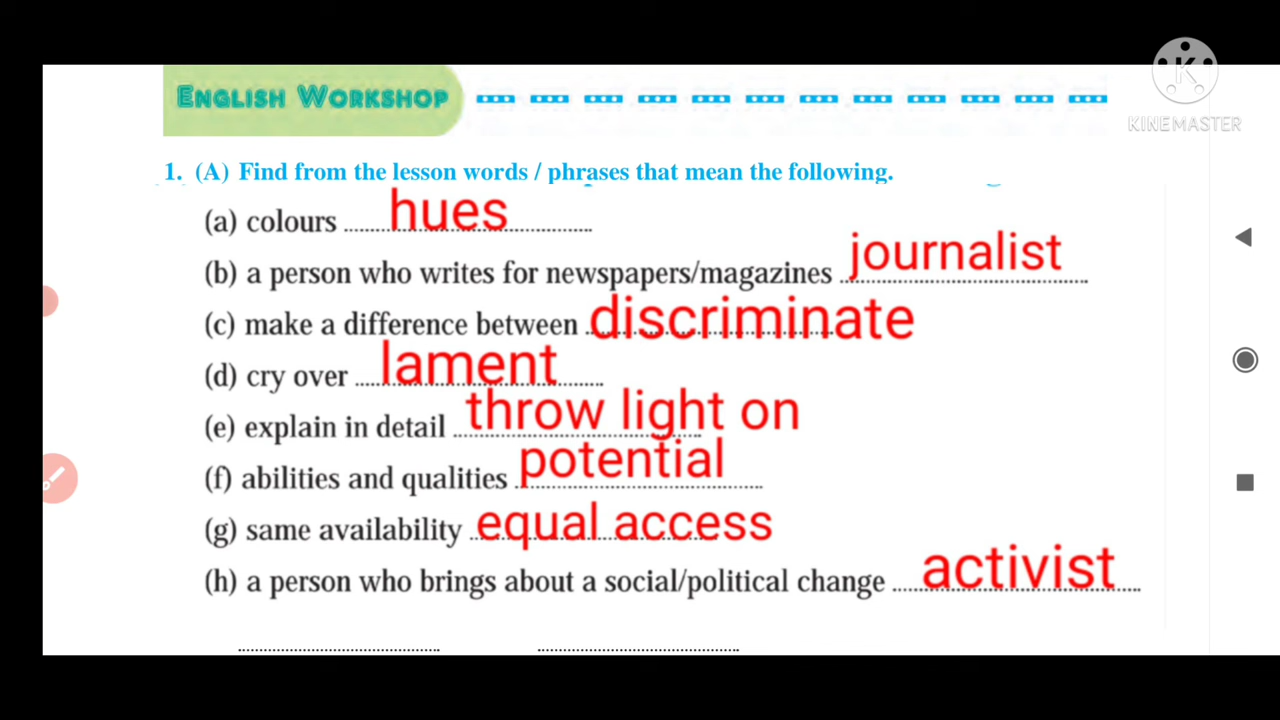 KINEMASTER
ENGLISH WORKSHOP
1. (A) Find from the lesson words / phrases that mean the following.
(a) colours hues
(b) a person who writes for newspapers/magazines journalist
(c) make a difference between discriminate
(d) cry over lament
(e) explain in detail throw light on
(f) abilities and qualities potential
(g) same availability equal access
(h) a person who brings about a social/political change activist